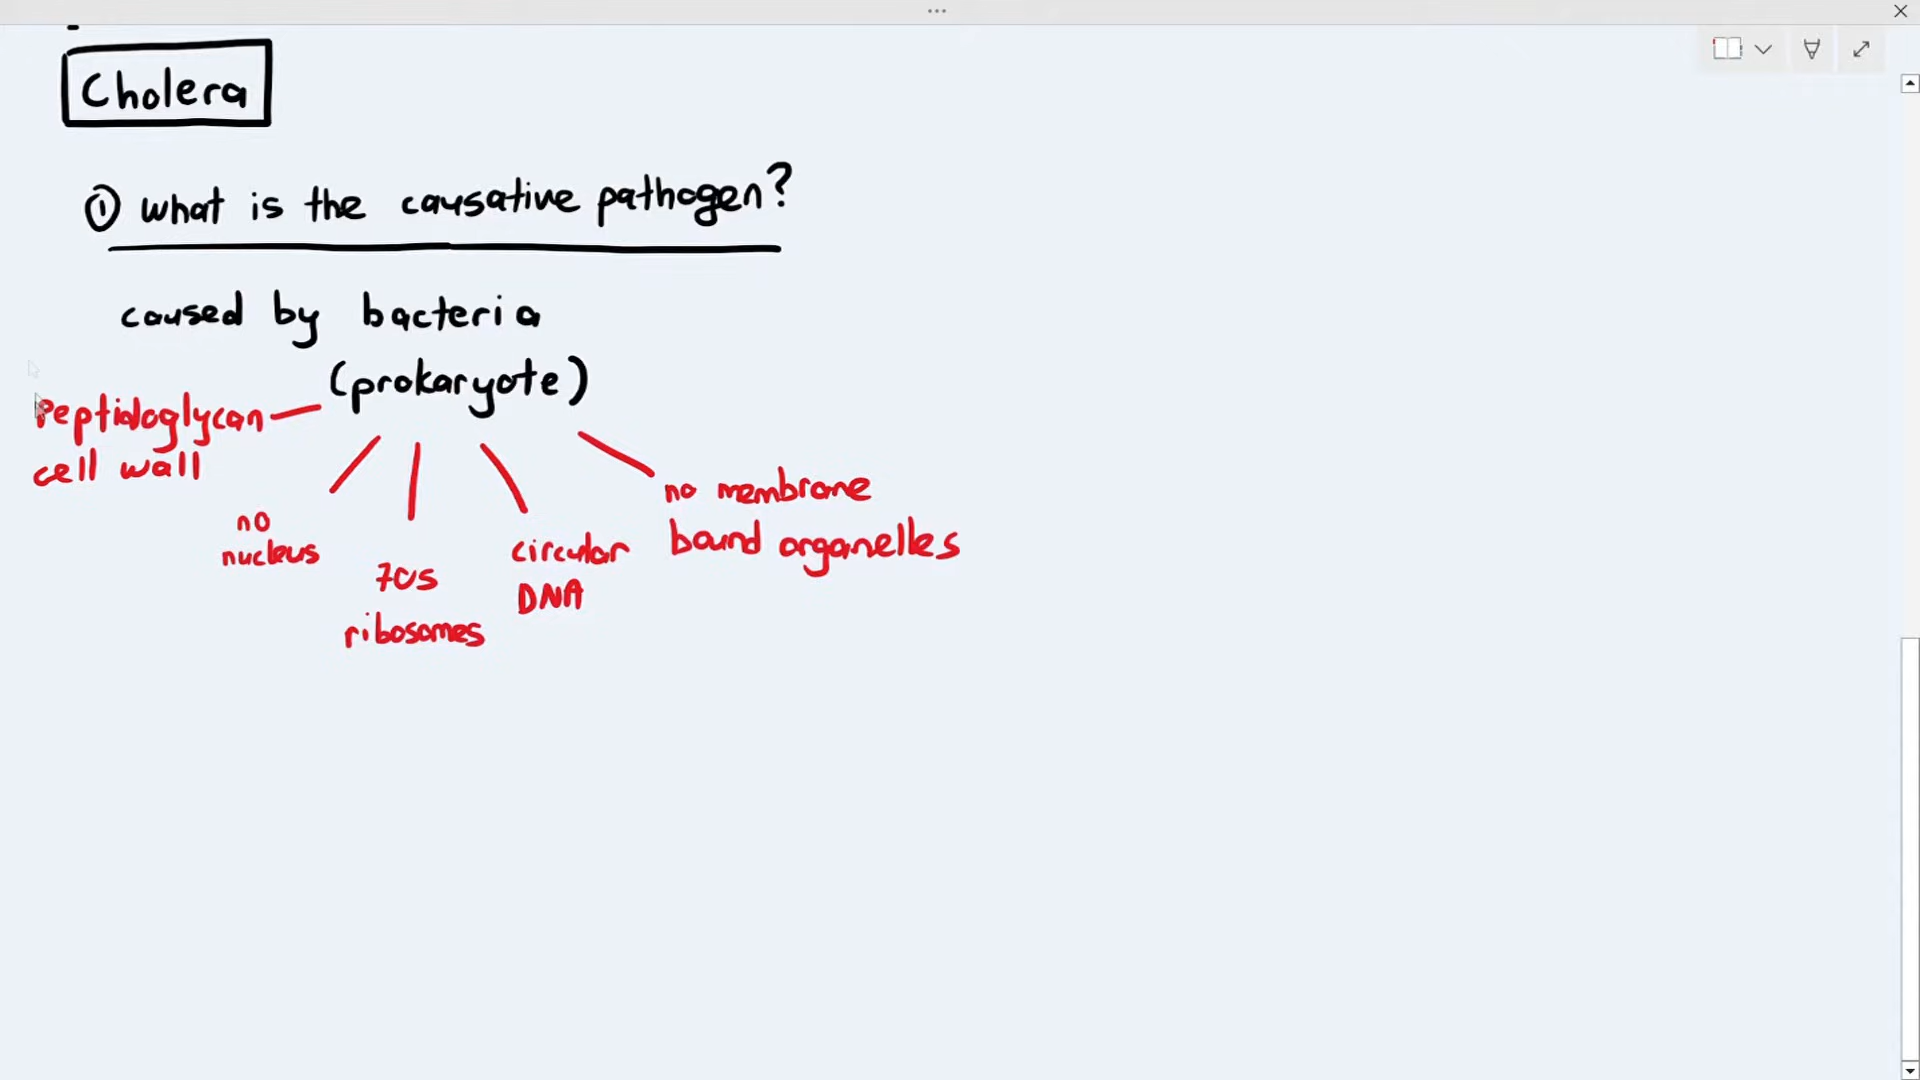 Cholera
① what is the causative pathogen?
caused by bacteria
(prokaryote)
Peptidoglycan
cell wall
no
nucleus
70s
ribosomes
circular
DNA
no membrane
bound organelles